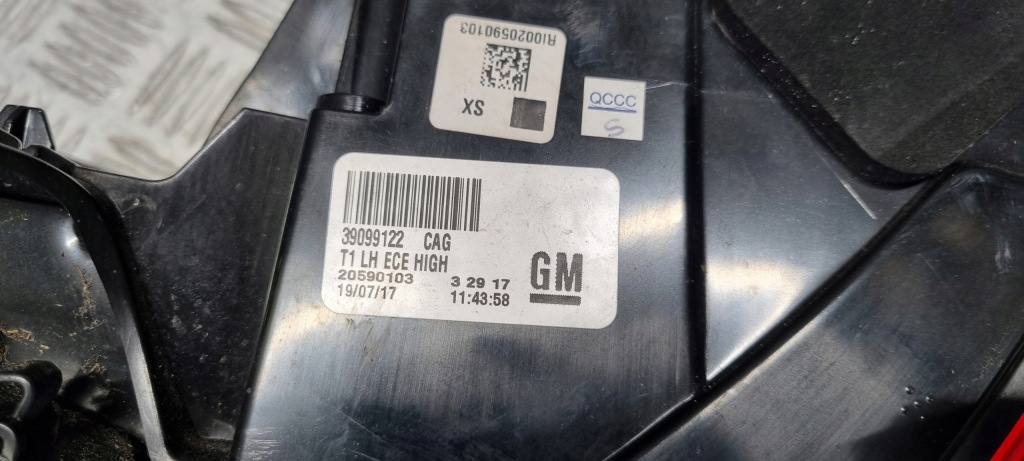 RI0020590103
SX
QCCC
S
39099122 CAG
T1 LH ECE HIGH
20590103 3 29 17
19/07/17 11:43:58
GM